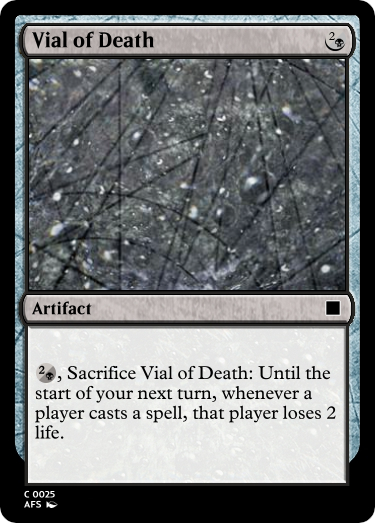 Vial of Death
2
Artifact
2, Sacrifice Vial of Death: Until the
start of your next turn, whenever a
player casts a spell, that player loses 2
life.
C 0025
AFS